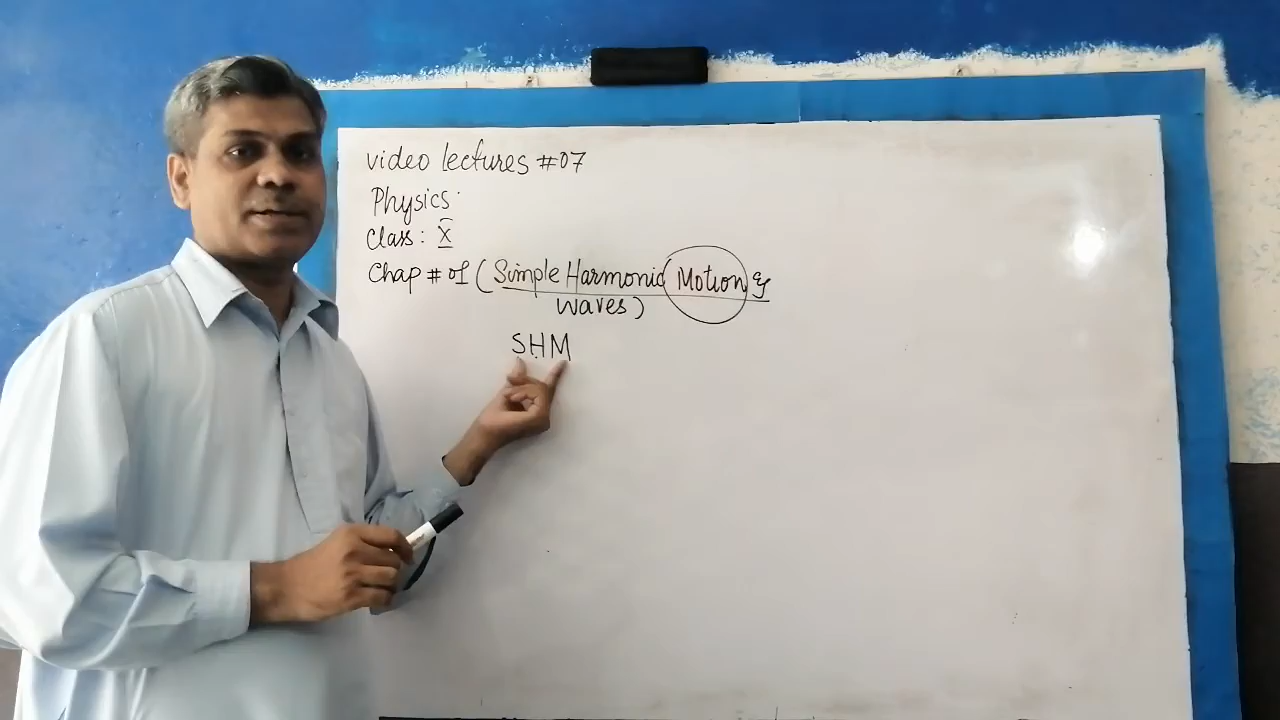 video lectures #07
Physics.
Class: X
Chap # 01 (Simple Harmonic Motion &
waves)
SHM